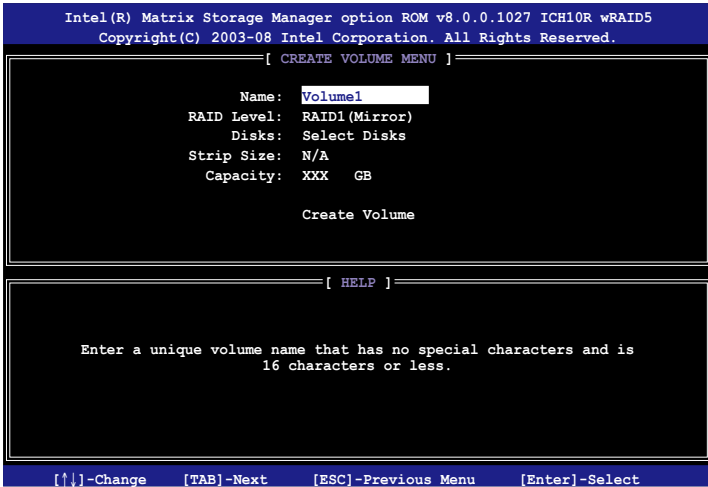 Intel(R) Matrix Storage Manager option ROM v8.0.0.1027 ICH10R wRAID5
Copyright(C) 2003-08 Intel Corporation. All Rights Reserved.
[ CREATE VOLUME MENU ]
Name: Volume1
RAID Level: RAID1(Mirror)
Disks: Select Disks
Strip Size: N/A
Capacity: XXX GB
Create Volume
[ HELP ]
Enter a unique volume name that has no special characters and is
16 characters or less.
[↑↓]-Change [TAB]-Next [ESC]-Previous Menu [Enter]-Select